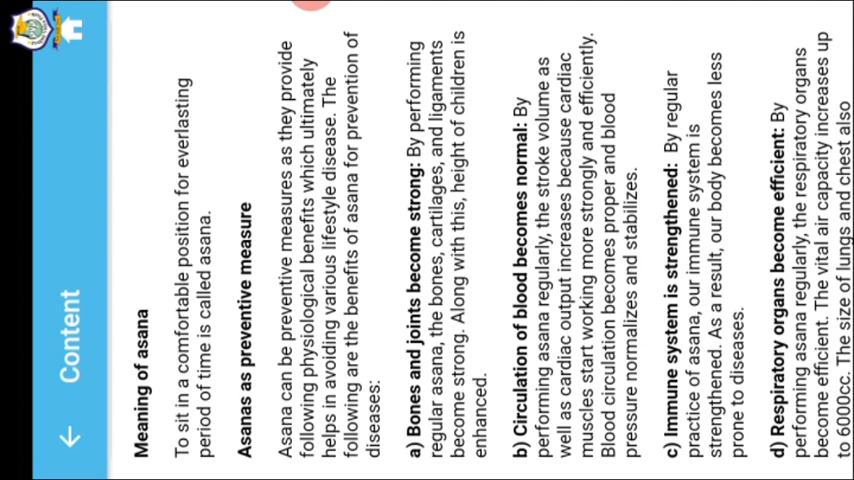 Content
Meaning of asana
To sit in a comfortable position for everlasting
period of time is called asana.
Asanas as preventive measure
Asana can be preventive measures as they provide
following physiological benefits which ultimately
helps in avoiding various lifestyle disease. The
following are the benefits of asana for prevention of
diseases:
a) Bones and joints become strong: By performing
regular asana, the bones, cartilages, and ligaments
become strong. Along with this, height of children is
enhanced.
b) Circulation of blood becomes normal: By
performing asana regularly, the stroke volume as
well as cardiac output increases because cardiac
muscles start working more strongly and efficiently.
Blood circulation becomes proper and blood
pressure normalizes and stabilizes.
c) Immune system is strengthened: By regular
practice of asana, our immune system is
strengthened. As a result, our body becomes less
prone to diseases.
d) Respiratory organs become efficient: By
performing asana regularly, the respiratory organs
become efficient. The vital air capacity increases up
to 6000cc. The size of lungs and chest also